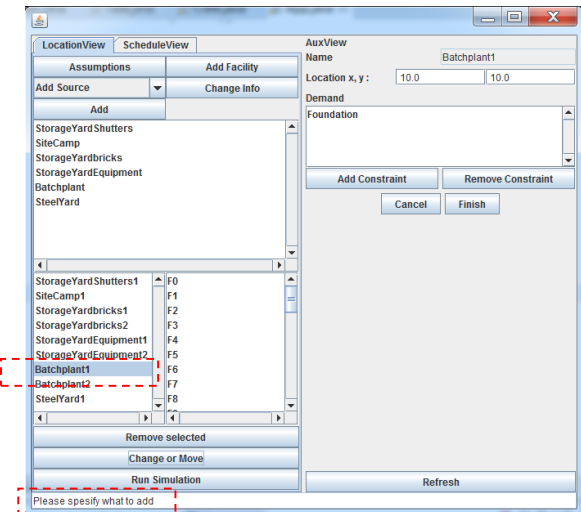 LocationView ScheduleView
Assumptions Add Facility
Add Source Change Info
Add
StorageYardShutters
SiteCamp
StorageYardbricks
StorageYardEquipment
Batchplant
SteelYard
StorageYardShutters1
SiteCamp1
StorageYardbricks1
StorageYardbricks2
StorageYardEquipment1
StorageYardEquipment2
Batchplant1
Batchplant2
SteelYard1
F0
F1
F2
F3
F4
F5
F6
F7
F8
Remove selected
Change or Move
Run Simulation
Please spesify what to add
AuxView
Name Batchplant1
Location x, y : 10.0 10.0
Demand
Foundation
Add Constraint Remove Constraint
Cancel Finish
Refresh